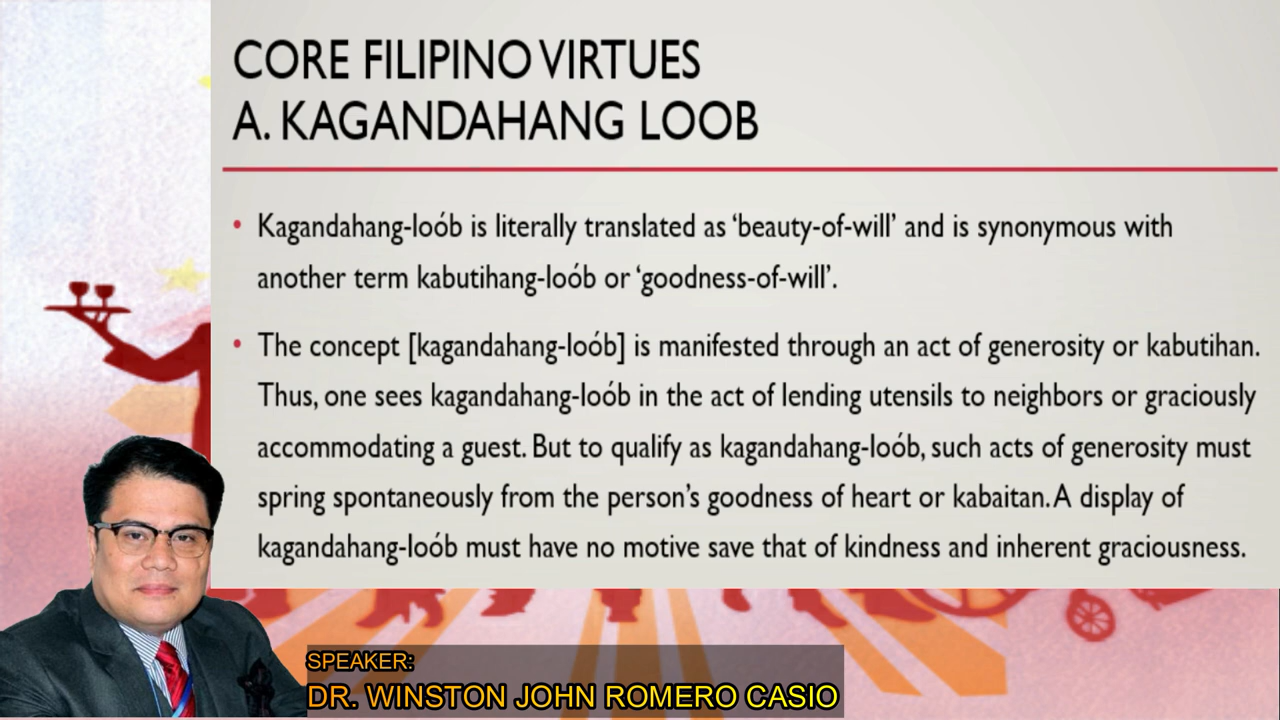 CORE FILIPINO VIRTUES
A. KAGANDAHANG LOOB
• Kagandahang-loób is literally translated as ‘beauty-of-will’ and is synonymous with
another term kabutihang-loób or ‘goodness-of-will’.
• The concept [kagandahang-loób] is manifested through an act of generosity or kabutihan.
Thus, one sees kagandahang-loób in the act of lending utensils to neighbors or graciously
accommodating a guest. But to qualify as kagandahang-loób, such acts of generosity must
spring spontaneously from the person’s goodness of heart or kabaitan. A display of
kagandahang-loób must have no motive save that of kindness and inherent graciousness.
SPEAKER:
DR. WINSTON JOHN ROMERO CASIO